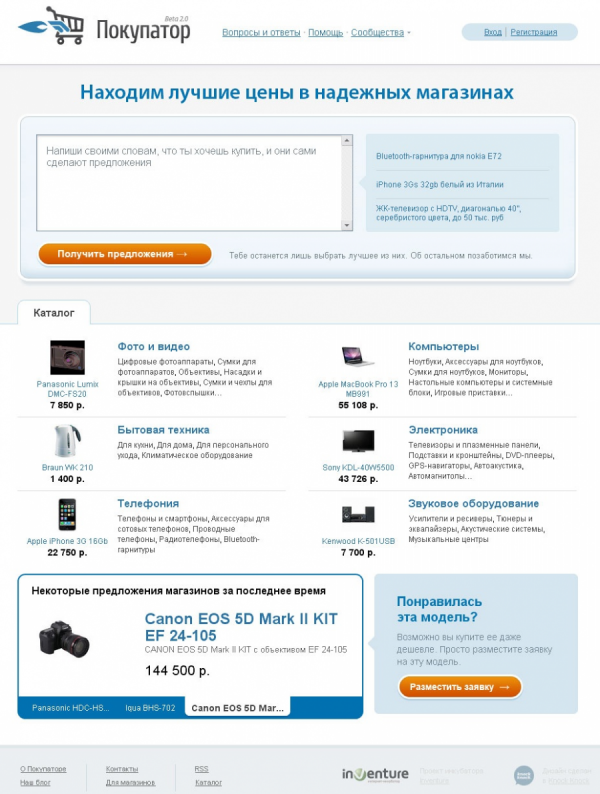 Beta 2.0
Покупатор
Вопросы и ответы · Помощь · Сообщества
Вход | Регистрация
Находим лучшие цены в надежных магазинах
Напиши своими словам, что ты хочешь купить, и они сами
сделают предложения
Bluetooth-гарнитура для nokia E72
iPhone 3Gs 32gb белый из Италии
ЖК-телевизор с HDTV, диагональю 40",
серебристого цвета, до 50 тыс. руб
Получить предложения →
Тебе останется лишь выбрать лучшее из них. Об остальном позаботимся мы.
Каталог
Фото и видео
Цифровые фотоаппараты, Сумки для
фотоаппаратов, Объективы, Насадки и
крышки на объективы, Сумки и чехлы для
объективов, Фотовспышки...
Panasonic Lumix
DMC-FS20
7 850 р.
Компьютеры
Ноутбуки, Аксессуары для ноутбуков,
Сумки для ноутбуков, Мониторы,
Настольные компьютеры и системные
блоки, Игровые приставки...
Apple MacBook Pro 13
MB991
55 108 р.
Бытовая техника
Для кухни, Для дома, Для персонального
ухода, Климатическое оборудование
Braun WK 210
1 400 р.
Электроника
Телевизоры и плазменные панели,
Подставки и кронштейны, DVD-плееры,
GPS-навигаторы, Автоакустика,
Автомагнитолы...
Sony KDL-40W5500
43 726 р.
Телефония
Телефоны и смартфоны, Аксессуары для
сотовых телефонов, Проводные
телефоны, Радиотелефоны, Bluetooth-
гарнитуры
Apple iPhone 3G 16Gb
22 750 р.
Звуковое оборудование
Усилители и ресиверы, Тюнеры и
эквалайзеры, Акустические системы,
Музыкальные центры
Kenwood K-501USB
7 700 р.
Некоторые предложения магазинов за последнее время
Canon EOS 5D Mark II KIT
EF 24-105
CANON EOS 5D Mark II KIT с объективом EF 24-105
144 500 р.
Panasonic HDC-HS...
Iqua BHS-702
Canon EOS 5D Mar...
Понравилась
эта модель?
Возможно вы купите ее даже
дешевле. Просто разместите заявку
на эту модель.
Разместить заявку →
О Покупаторе
Наш блог
Контакты
Для магазинов
RSS
Каталог
inventure